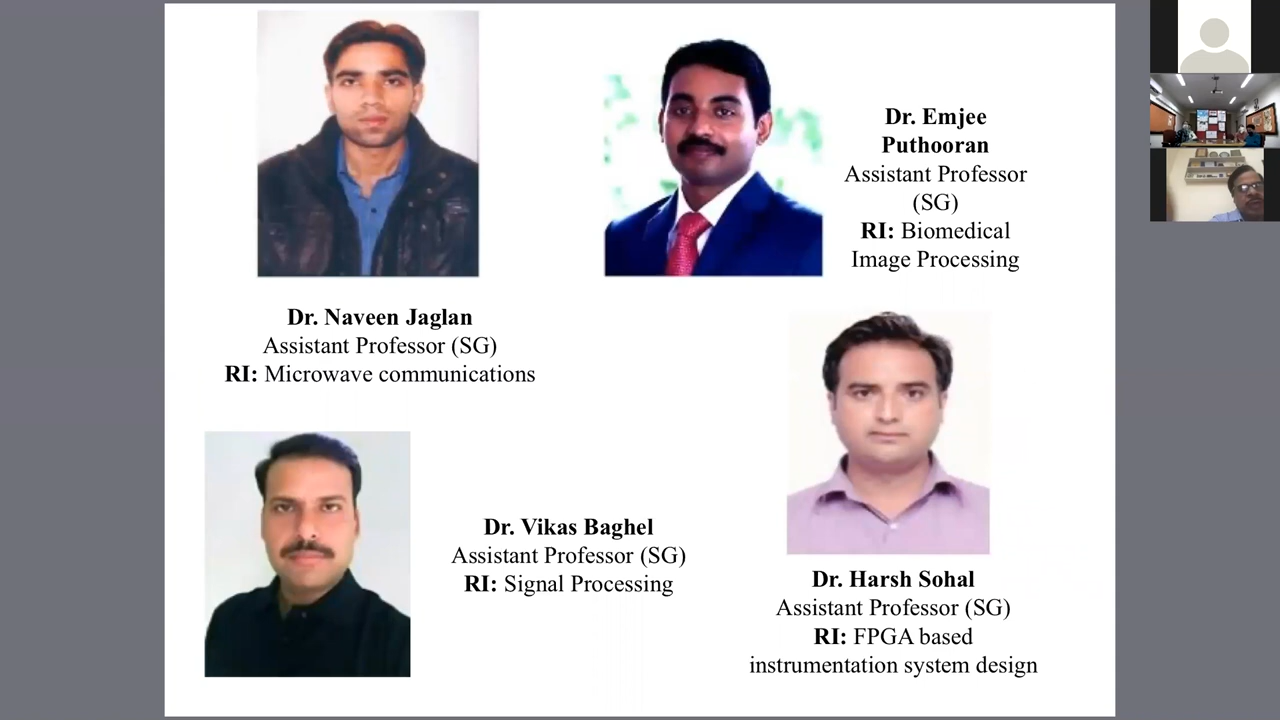 Dr. Emjee
Puthooran
Assistant Professor
(SG)
RI: Biomedical
Image Processing
Dr. Naveen Jaglan
Assistant Professor (SG)
RI: Microwave communications
Dr. Vikas Baghel
Assistant Professor (SG)
RI: Signal Processing
Dr. Harsh Sohal
Assistant Professor (SG)
RI: FPGA based
instrumentation system design